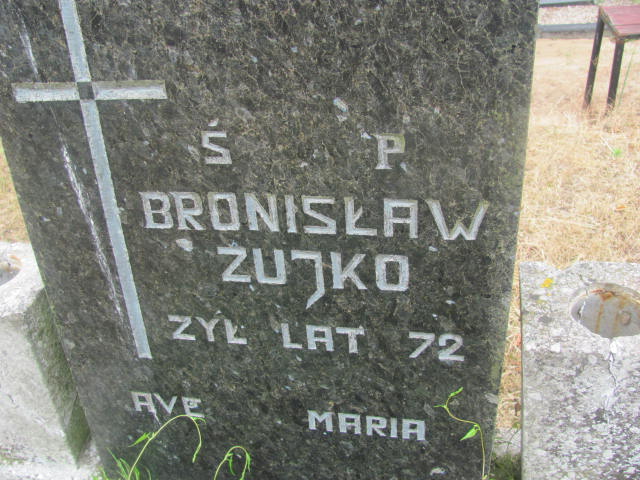 Ś P
BRONISŁAW
ŻUJKO
ŻYŁ LAT 72
AVE MARIA